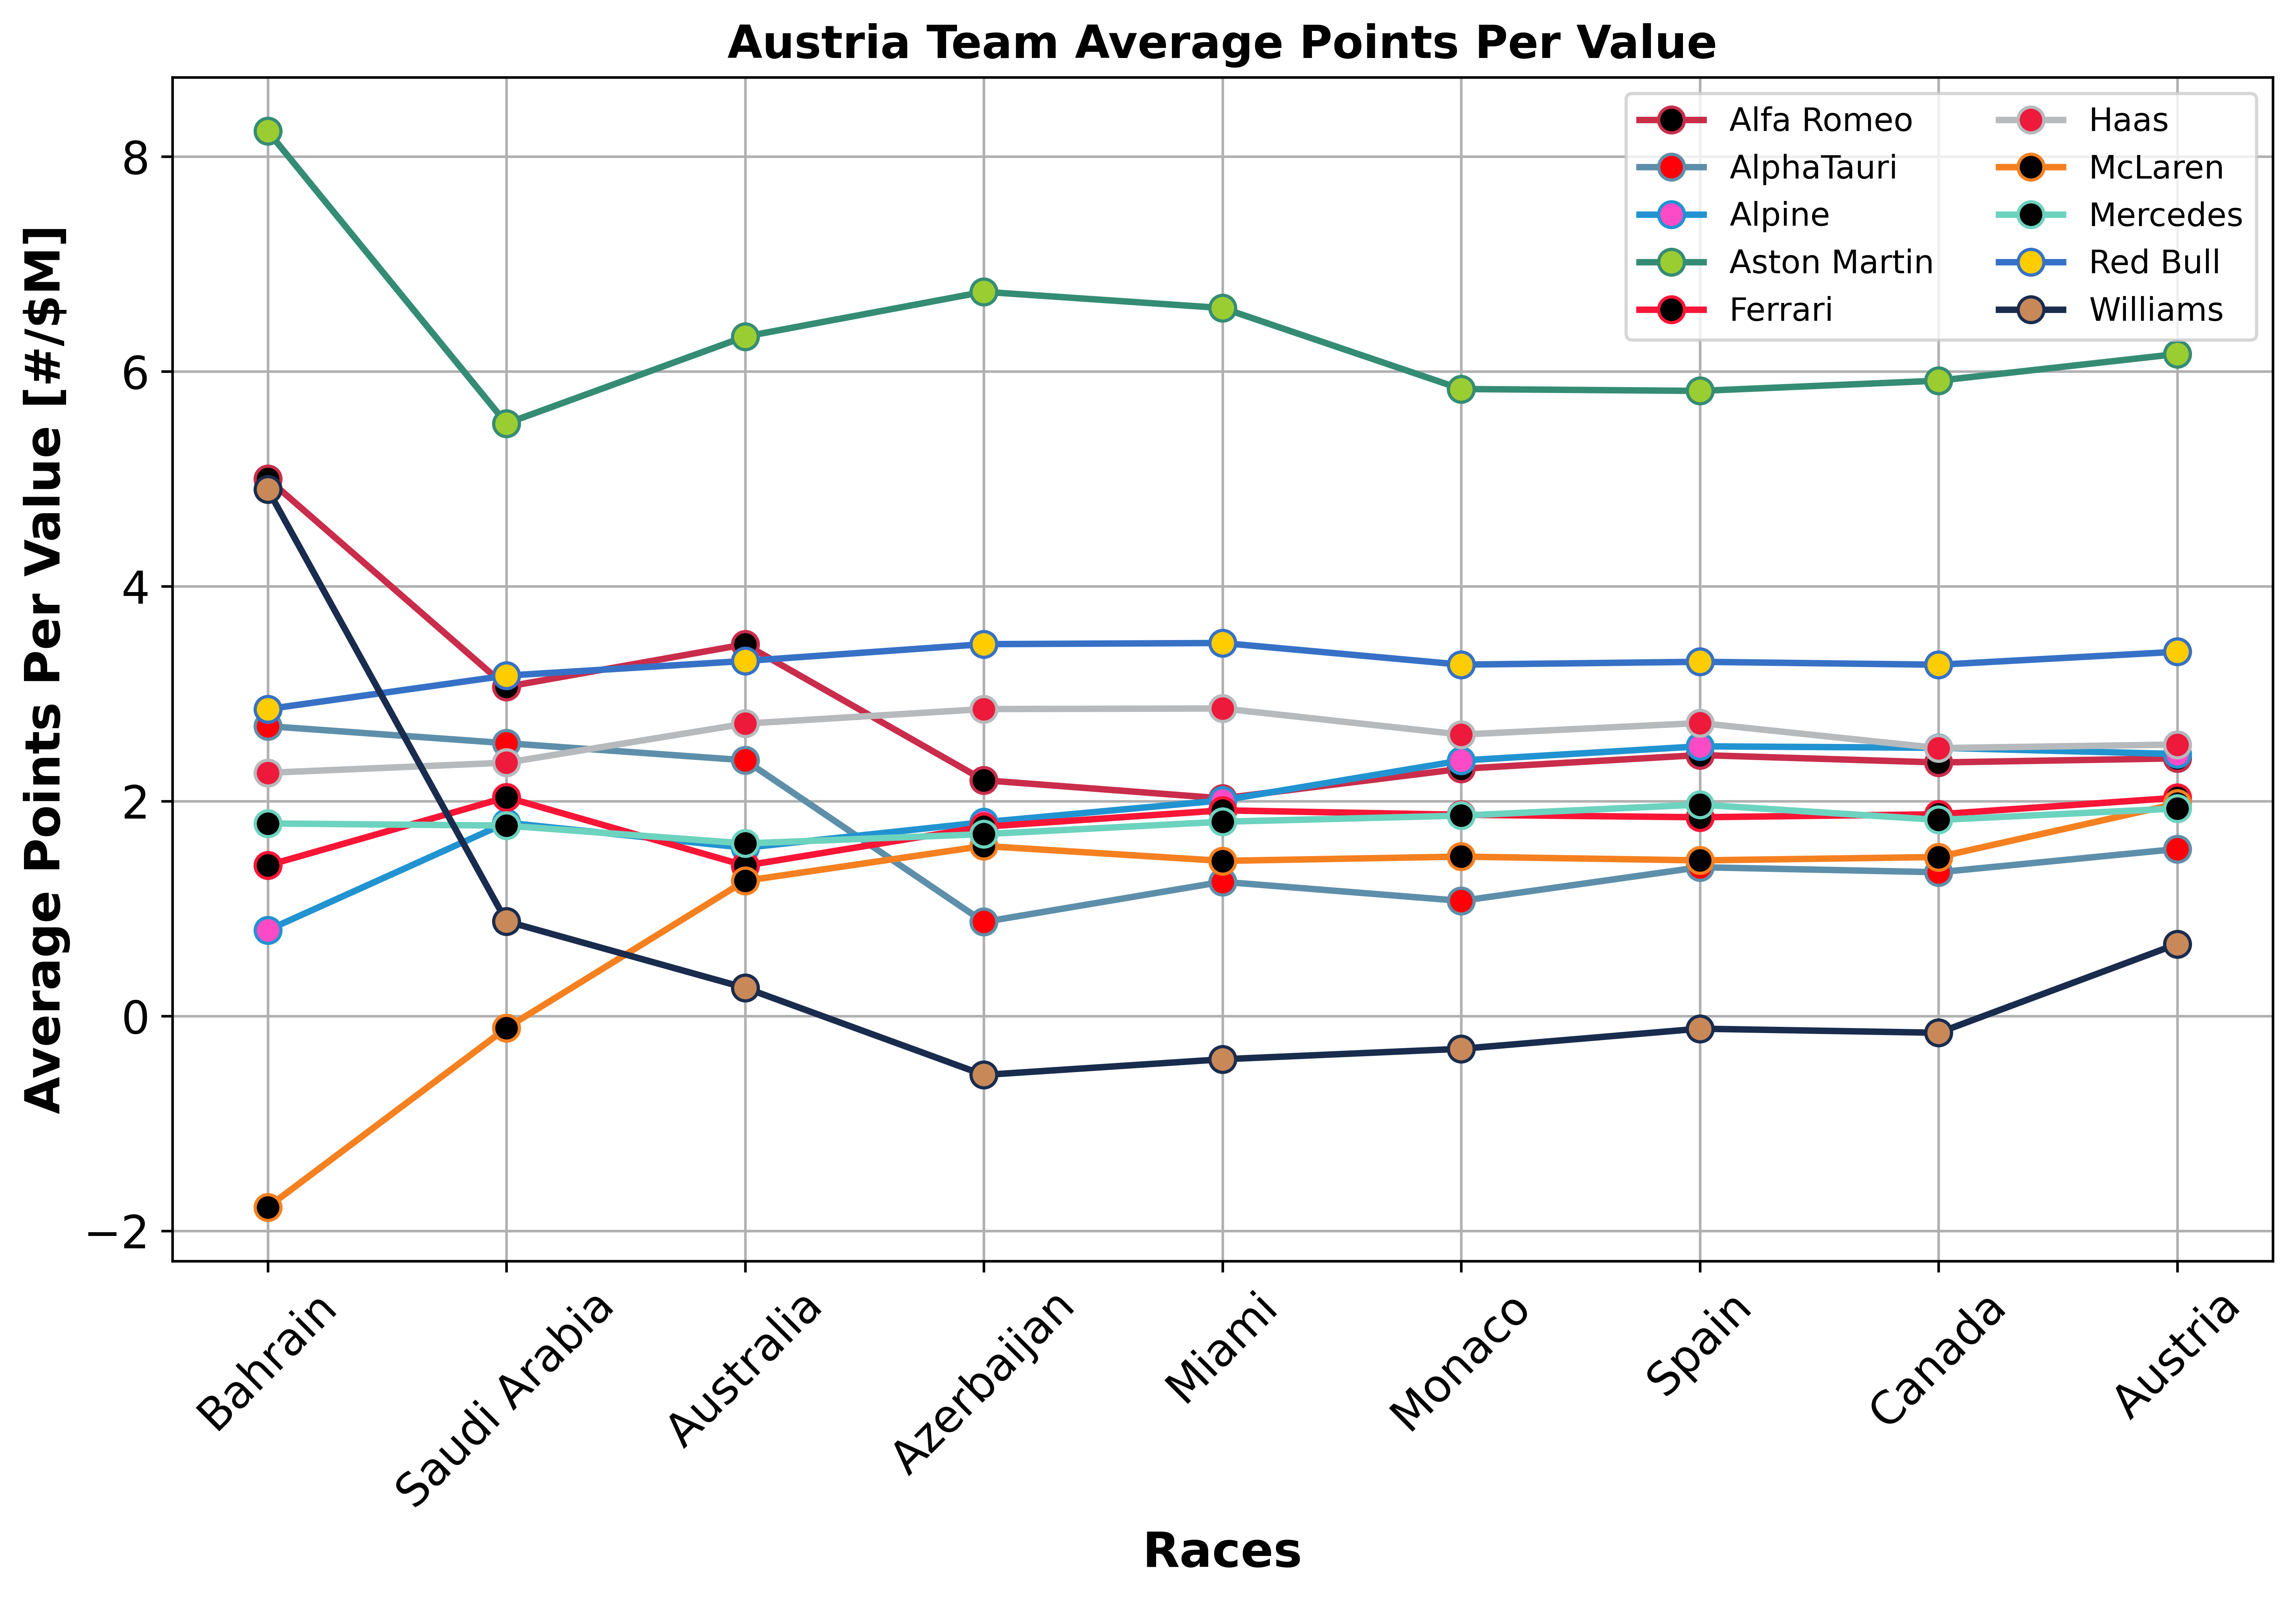 Austria Team Average Points Per Value
Average Points Per Value [#/$M]
8
6
4
2
0
−2
Alfa Romeo
AlphaTauri
Alpine
Aston Martin
Ferrari
Haas
McLaren
Mercedes
Red Bull
Williams
Bahrain
Saudi Arabia
Australia
Azerbaijan
Miami
Monaco
Spain
Canada
Austria
Races